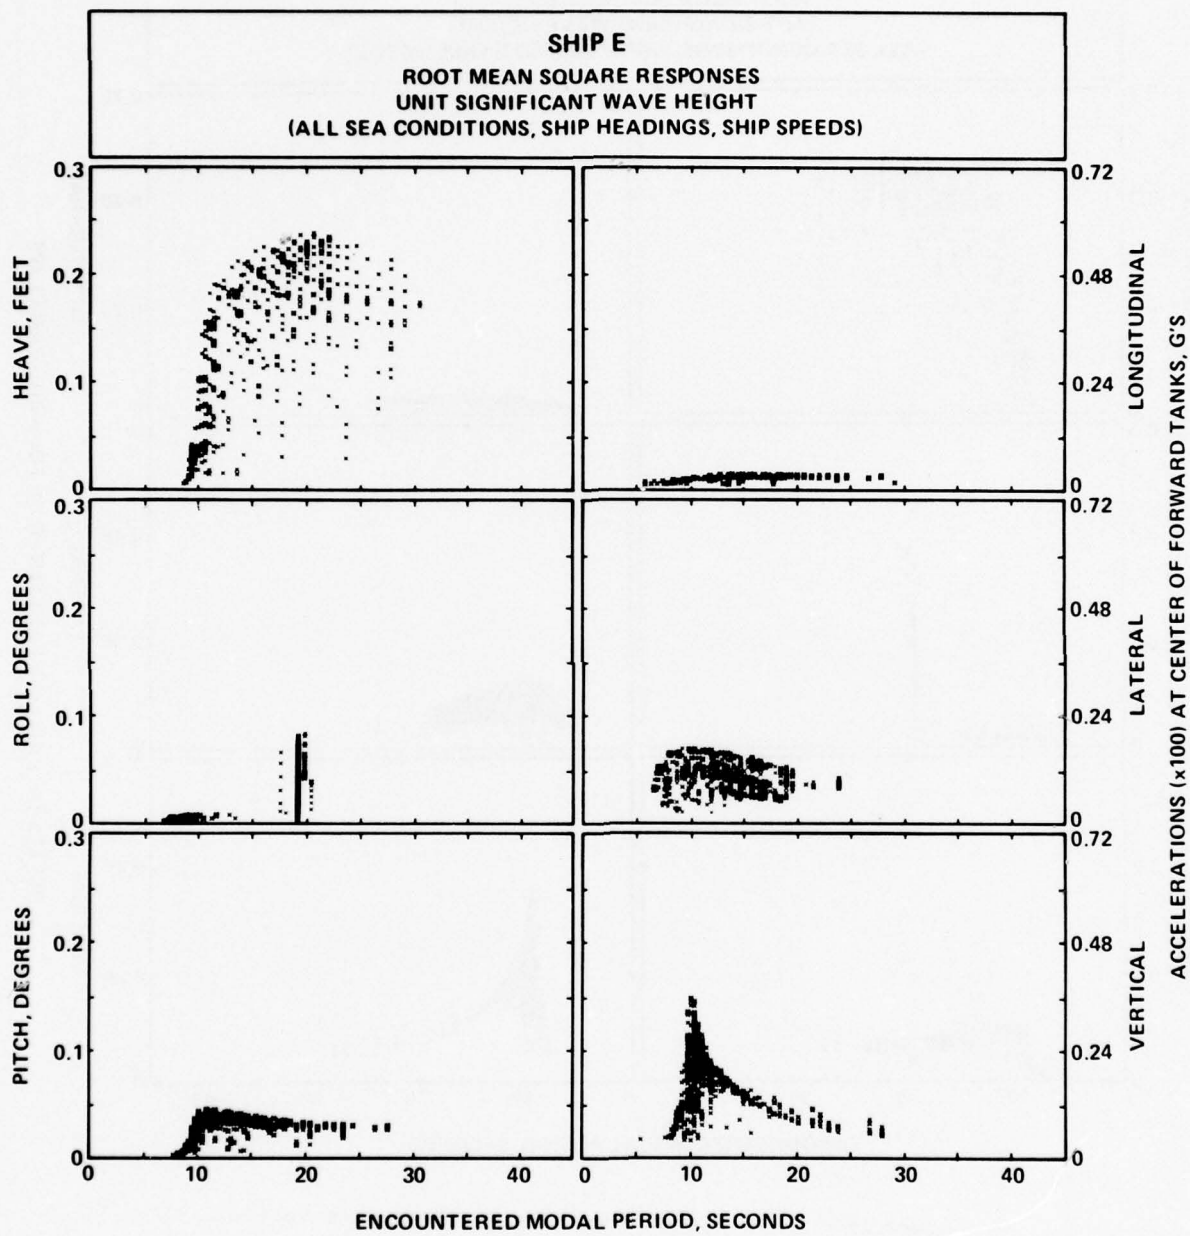 SHIP E
ROOT MEAN SQUARE RESPONSES
UNIT SIGNIFICANT WAVE HEIGHT
(ALL SEA CONDITIONS, SHIP HEADINGS, SHIP SPEEDS)
HEAVE, FEET
0.3
0.2
0.1
0
0.72
0.48
0.24
0
LONGITUDINAL
ROLL, DEGREES
0.3
0.2
0.1
0
0.72
0.48
0.24
0
LATERAL
PITCH, DEGREES
0.3
0.2
0.1
0
0.72
0.48
0.24
0
VERTICAL
ACCELERATIONS (x100) AT CENTER OF FORWARD TANKS, G'S
0 10 20 30 40 0 10 20 30 40
ENCOUNTERED MODAL PERIOD, SECONDS